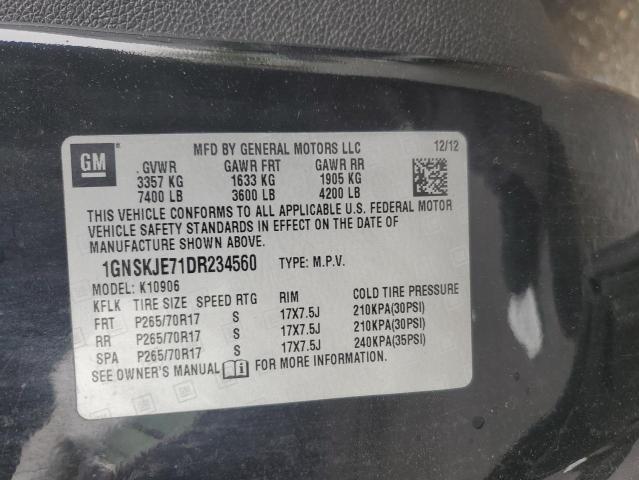 GM
MFD BY GENERAL MOTORS LLC 12/12
GVWR GAWR FRT GAWR RR
3357 KG 1633 KG 1905 KG
7400 LB 3600 LB 4200 LB
THIS VEHICLE CONFORMS TO ALL APPLICABLE U.S. FEDERAL MOTOR
VEHICLE SAFETY STANDARDS IN EFFECT ON THE DATE OF
MANUFACTURE SHOWN ABOVE.
1GNSKJE71DR234560 TYPE: M.P.V.
MODEL: K10906
KFLK TIRE SIZE SPEED RTG RIM COLD TIRE PRESSURE
FRT P265/70R17 S 17X7.5J 210KPA(30PSI)
RR P265/70R17 S 17X7.5J 210KPA(30PSI)
SPA P265/70R17 S 17X7.5J 240KPA(35PSI)
SEE OWNER'S MANUAL FOR MORE INFORMATION.